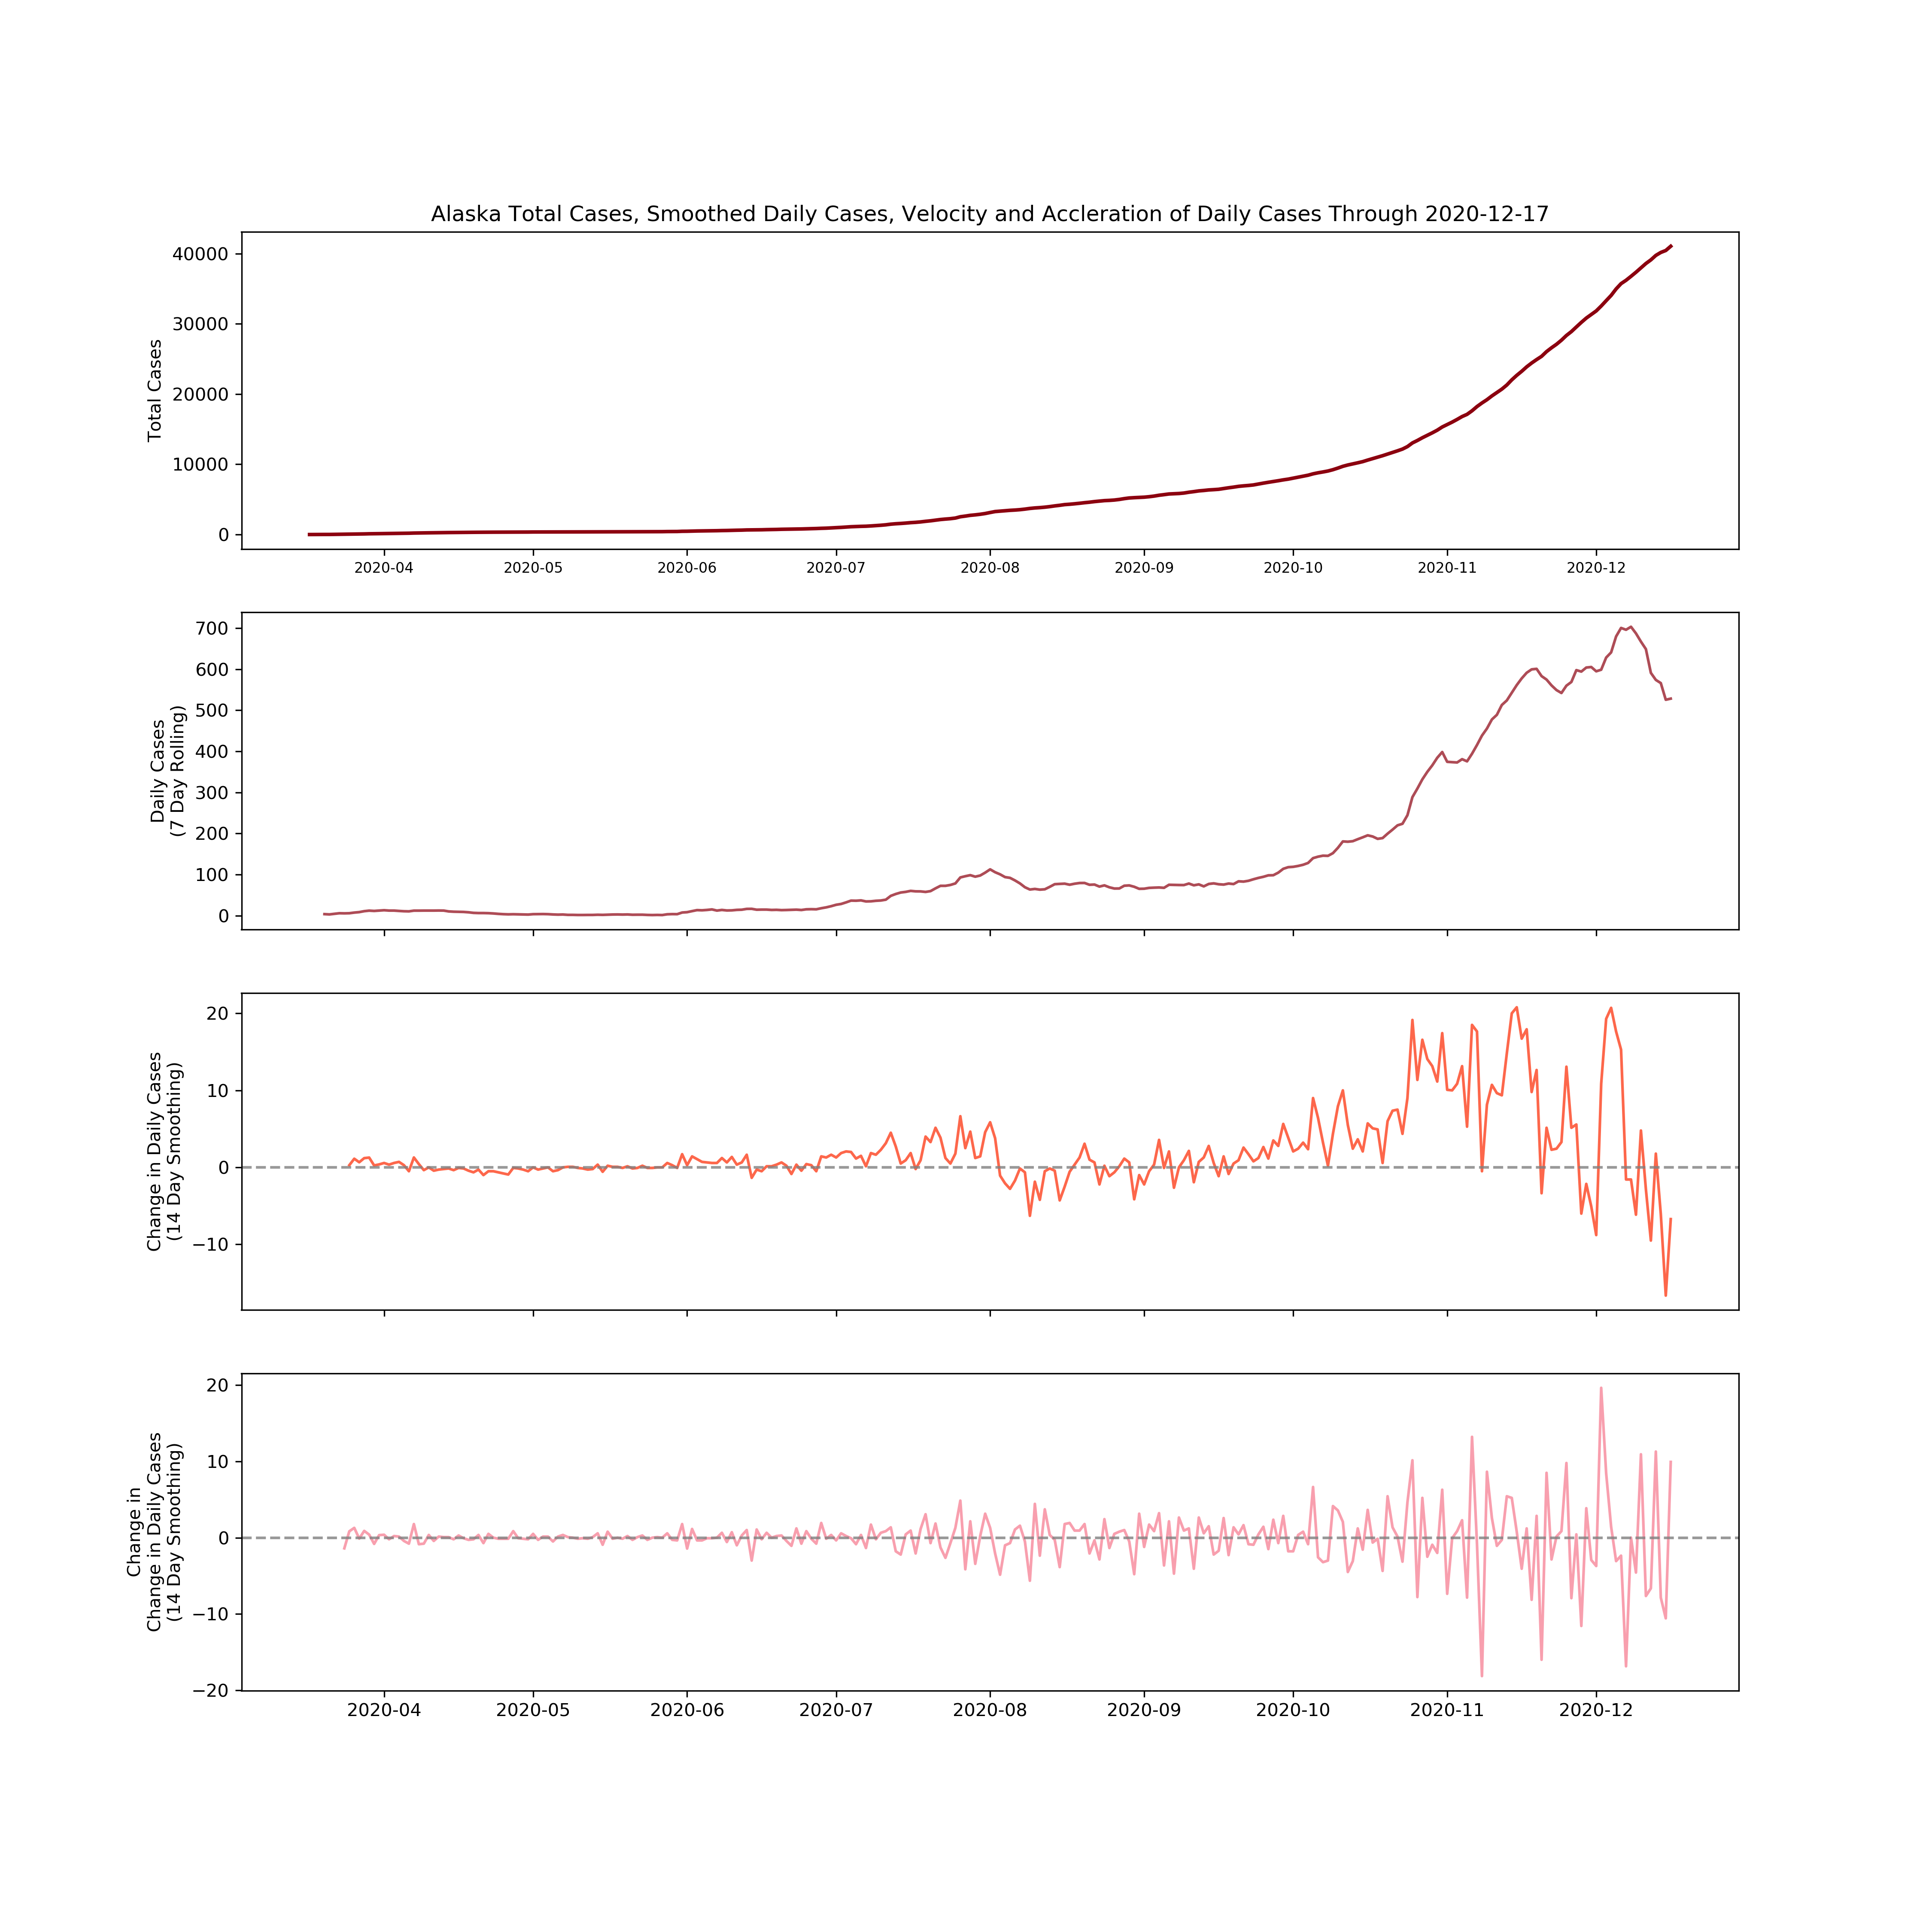 Alaska Total Cases, Smoothed Daily Cases, Velocity and Accleration of Daily Cases Through 2020-12-17
Total Cases
40000
30000
20000
10000
0
2020-04 2020-05 2020-06 2020-07 2020-08 2020-09 2020-10 2020-11 2020-12
Daily Cases
(7 Day Rolling)
700
600
500
400
300
200
100
0
Change in Daily Cases
(14 Day Smoothing)
20
10
0
−10
Change in
Change in Daily Cases
(14 Day Smoothing)
20
10
0
−10
−20
2020-04 2020-05 2020-06 2020-07 2020-08 2020-09 2020-10 2020-11 2020-12